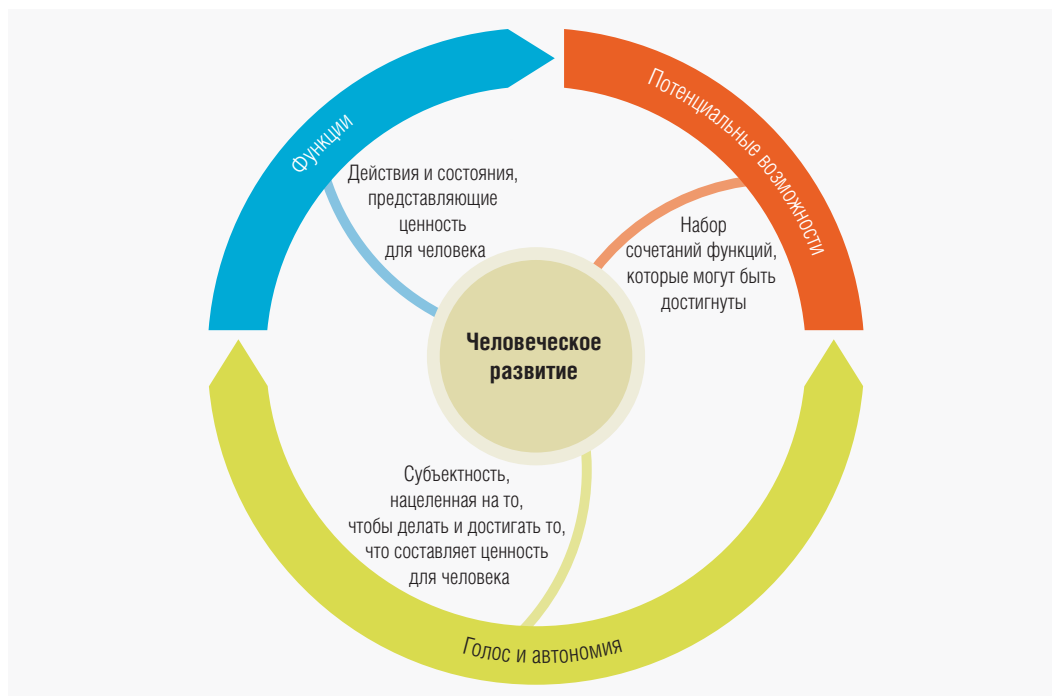 Функции
Потенциальные возможности
Действия и состояния,
представляющие
ценность
для человека
Набор
сочетаний функций,
которые могут быть
достигнуты
Человеческое
развитие
Субъектность,
нацеленная на то,
чтобы делать и достигать то,
что составляет ценность
для человека
Голос и автономия